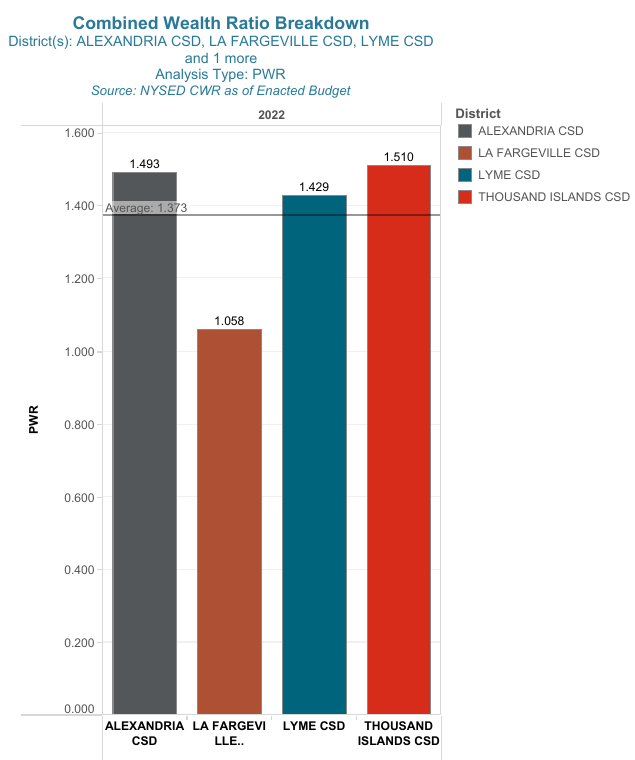 Combined Wealth Ratio Breakdown
District(s): ALEXANDRIA CSD, LA FARGEVILLE CSD, LYME CSD
and 1 more
Analysis Type: PWR
Source: NYSED CWR as of Enacted Budget
2022
District
ALEXANDRIA CSD
LA FARGEVILLE CSD
LYME CSD
THOUSAND ISLANDS CSD
PWR
1.600
1.400
1.200
1.000
0.800
0.600
0.400
0.200
0.000
1.493
1.058
1.429
1.510
Average: 1.373
ALEXANDRIA
CSD
LA FARGEVI
LLE..
LYME CSD
THOUSAND
ISLANDS CSD